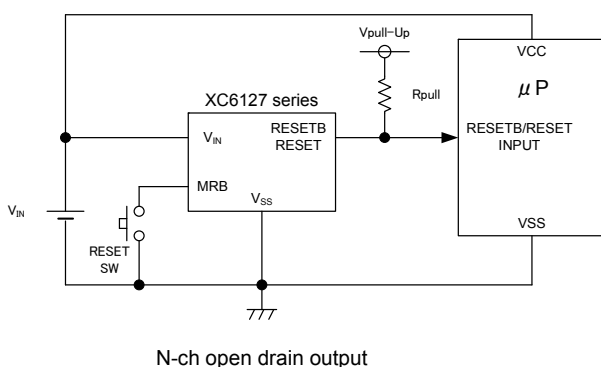 Vpull-Up
VCC
μP
Rpull
XC6127 series
VIN
RESETB
RESET
RESETB/RESET
INPUT
MRB
VSS
VIN
RESET
SW
VSS
N-ch open drain output